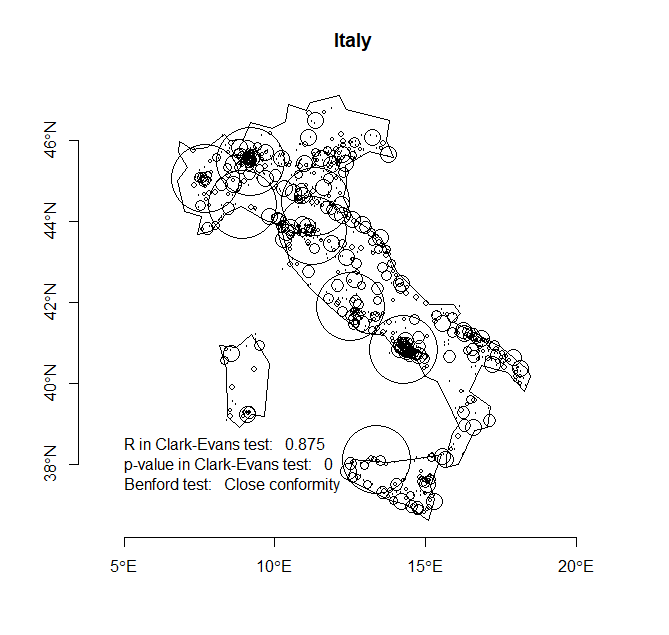 Italy
46°N
44°N
42°N
40°N
38°N
R in Clark-Evans test: 0.875
p-value in Clark-Evans test: 0
Benford test: Close conformity
5°E
10°E
15°E
20°E